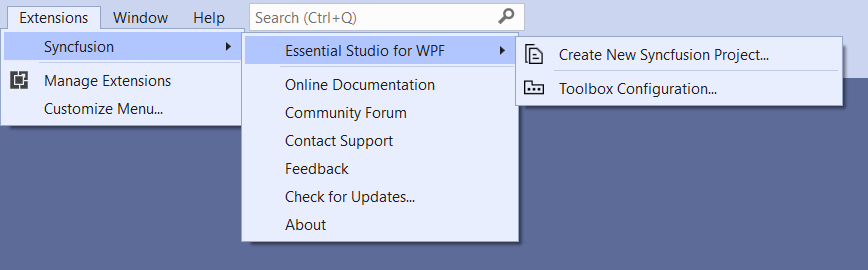 Extensions Window Help Search (Ctrl+Q)
Syncfusion
Manage Extensions
Customize Menu...
Essential Studio for WPF
Online Documentation
Community Forum
Contact Support
Feedback
Check for Updates...
About
Create New Syncfusion Project...
Toolbox Configuration...